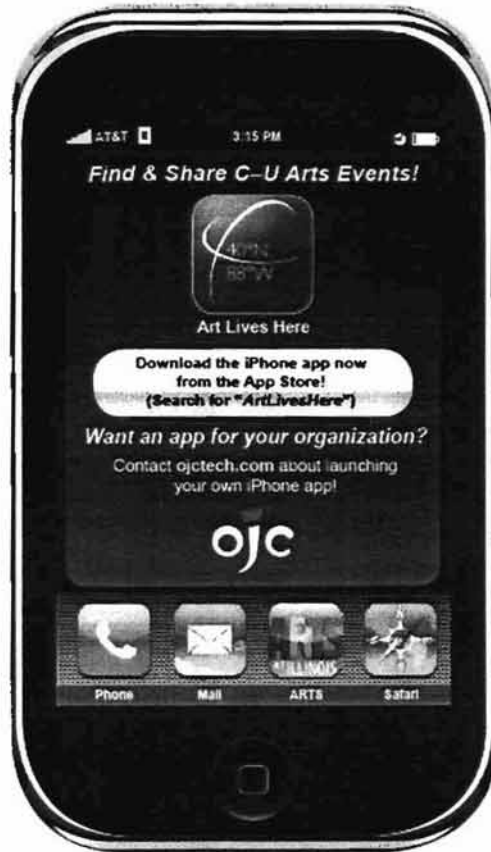 AT&T 3:15 PM
Find & Share C–U Arts Events!
40°N
88°W
Art Lives Here
Download the iPhone app now
from the App Store!
(Search for "ArtLivesHere")
Want an app for your organization?
Contact ojctech.com about launching
your own iPhone app!
ojc
ILLINOIS
Phone Mail ARTS Safari